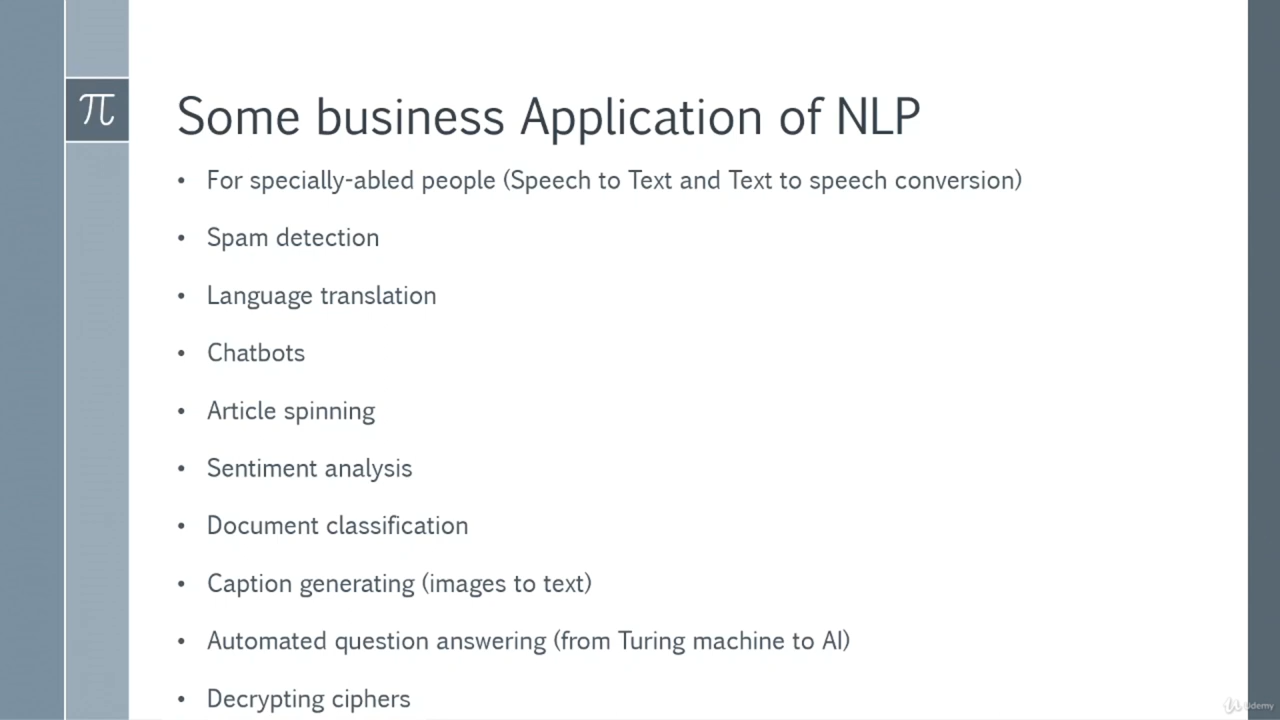 π
Some business Application of NLP
• For specially-abled people (Speech to Text and Text to speech conversion)
• Spam detection
• Language translation
• Chatbots
• Article spinning
• Sentiment analysis
• Document classification
• Caption generating (images to text)
• Automated question answering (from Turing machine to AI)
• Decrypting ciphers
Udemy